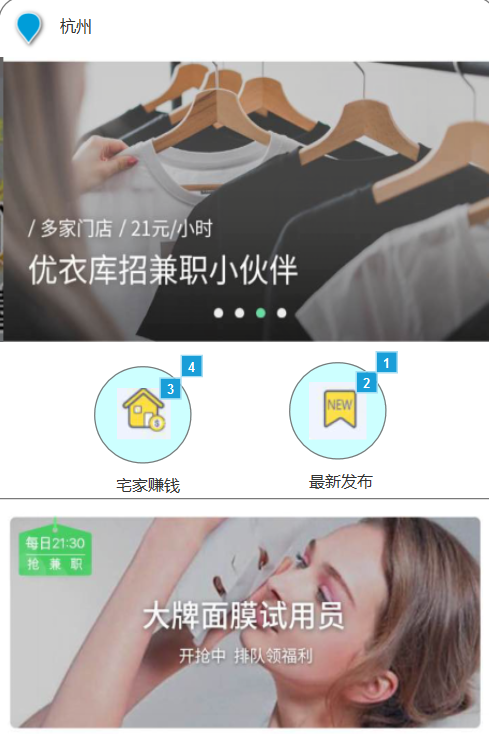 杭州
/ 多家门店 / 21元/小时
优衣库招兼职小伙伴
4
3
$
宅家赚钱
1
2
NEW
最新发布
每日21:30
抢 兼 职
大牌面膜试用员
开抢中 排队领福利